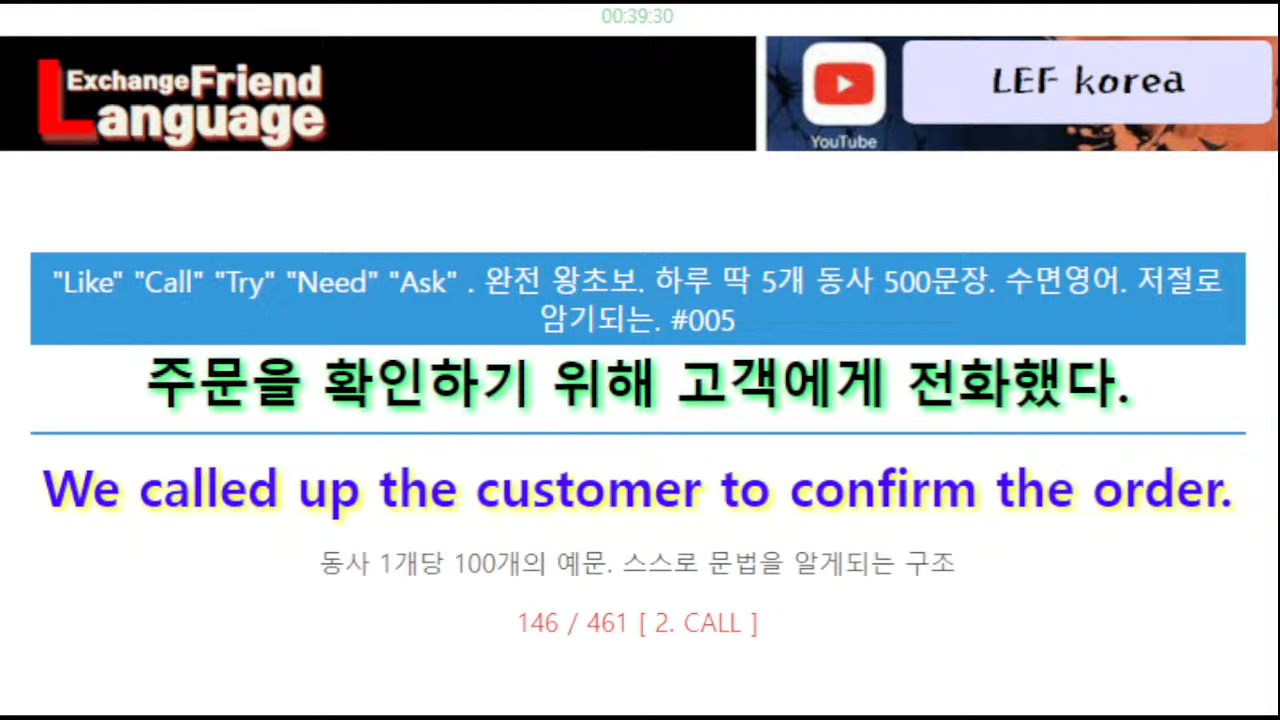 00:39:30
ExchangeFriend
Language
LEF korea
YouTube
"Like" "Call" "Try" "Need" "Ask" . 완전 왕초보. 하루 딱 5개 동사 500문장. 수면영어. 저절로
암기되는. #005
주문을 확인하기 위해 고객에게 전화했다.
We called up the customer to confirm the order.
동사 1개당 100개의 예문. 스스로 문법을 알게되는 구조
146 / 461 [ 2. CALL ]